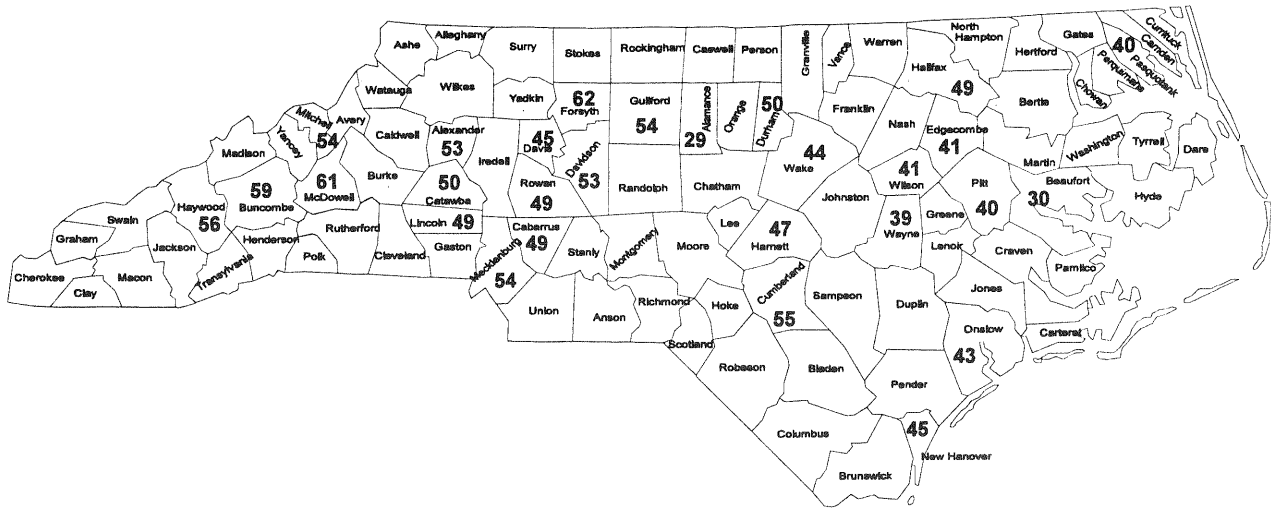 Ashe
Alleghany
Surry
Stokes
Rockingham
Caswell
Person
Granville
Vance
Warren
North
Hampton
Gates
Currituck
Camden
Pasquotank
Perquimans
40
Chowan
Hertford
Halifax
49
Bertie
Watauga
Wilkes
Yadkin
62
Forsyth
Guilford
54
Alamance
29
Orange
50
Durham
Franklin
Nash
Edgecombe
41
Martin
Washington
Tyrrell
Dare
Mitchell
54
Avery
Yancey
Caldwell
Alexander
53
Iredell
45
Davie
Davidson
53
Randolph
Chatham
44
Wake
Johnston
41
Wilson
Pitt
40
Beaufort
30
Hyde
Madison
59
Buncombe
61
McDowell
Burke
50
Catawba
Rowan
49
Haywood
56
Swain
Graham
Jackson
Henderson
Transylvania
Polk
Rutherford
Cleveland
Lincoln 49
Gaston
Mecklenburg
54
Cabarrus
49
Stanly
Montgomery
Moore
Lee
47
Harnett
39
Wayne
Greene
Lenoir
Craven
Pamlico
Cherokee
Clay
Macon
Union
Anson
Richmond
Scotland
Hoke
Cumberland
55
Sampson
Duplin
Jones
Onslow
43
Carteret
Robeson
Bladen
Pender
Columbus
45
New Hanover
Brunswick